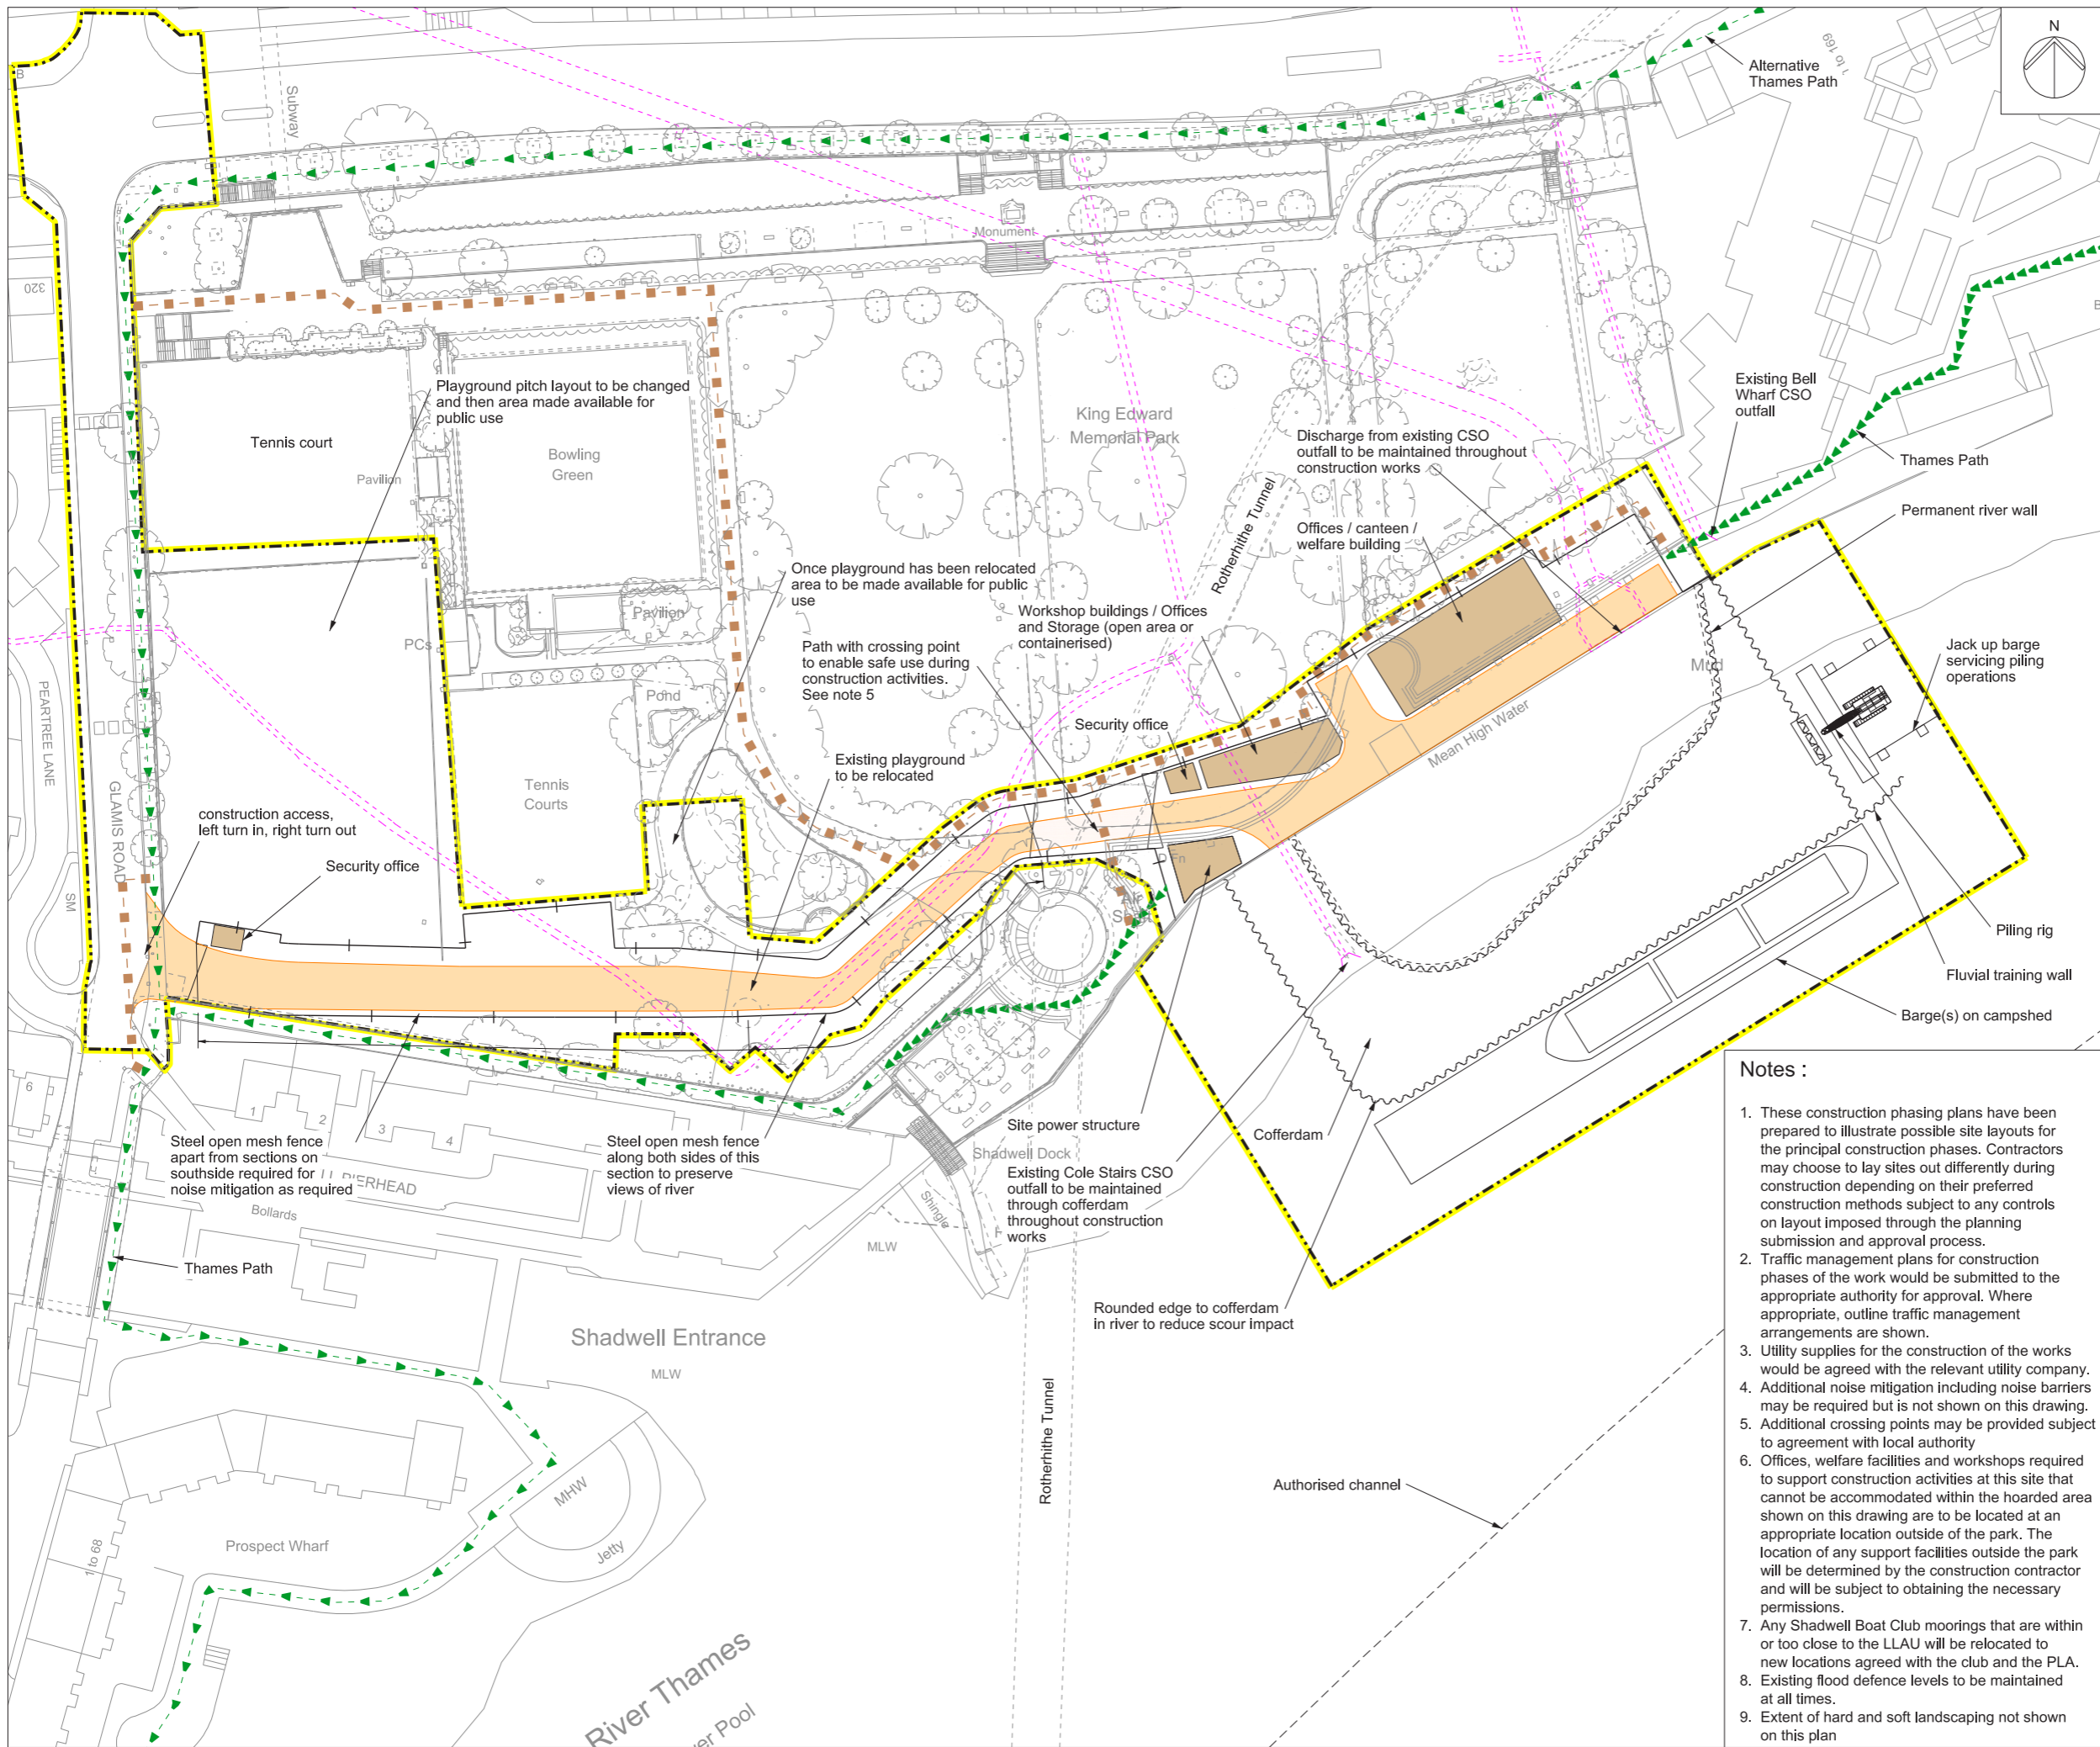 N
Alternative
Thames Path
1 to 169
B
Subway
320
Monument
Playground pitch layout to be changed
and then area made available for
public use
Tennis court
Pavilion
Bowling
Green
King Edward
Memorial Park
Existing Bell
Wharf CSO
outfall
Thames Path
Discharge from existing CSO
outfall to be maintained throughout
construction works
Permanent river wall
Offices / canteen /
welfare building
Rotherhithe Tunnel
Once playground has been relocated
area to be made available for public
use
Workshop buildings / Offices
and Storage (open area or
containerised)
Pavilion
PCs
Path with crossing point
to enable safe use during
construction activities.
See note 5
Jack up barge
servicing piling
operations
Mud
Pond
PEARTREE LANE
GLAMIS ROAD
Security office
Mean High Water
Existing playground
to be relocated
Tennis
Courts
construction access,
left turn in, right turn out
Security office
SM
Air
Shaft
Piling rig
Fluvial training wall
Barge(s) on campshed
6
1
2
3
4
Steel open mesh fence
apart from sections on
southside required for
noise mitigation as required
PIERHEAD
Bollards
Steel open mesh fence
along both sides of this
section to preserve
views of river
Site power structure
Shadwell Dock
Cofferdam
Existing Cole Stairs CSO
outfall to be maintained
through cofferdam
throughout construction
works
Shingle
MLW
Thames Path
Rounded edge to cofferdam
in river to reduce scour impact
Shadwell Entrance
MLW
Rotherhithe Tunnel
Authorised channel
MHW
Jetty
Prospect Wharf
1 to 68
River Thames
Pool
Notes :
1. These construction phasing plans have been
prepared to illustrate possible site layouts for
the principal construction phases. Contractors
may choose to lay sites out differently during
construction depending on their preferred
construction methods subject to any controls
on layout imposed through the planning
submission and approval process.
2. Traffic management plans for construction
phases of the work would be submitted to the
appropriate authority for approval. Where
appropriate, outline traffic management
arrangements are shown.
3. Utility supplies for the construction of the works
would be agreed with the relevant utility company.
4. Additional noise mitigation including noise barriers
may be required but is not shown on this drawing.
5. Additional crossing points may be provided subject
to agreement with local authority
6. Offices, welfare facilities and workshops required
to support construction activities at this site that
cannot be accommodated within the hoarded area
shown on this drawing are to be located at an
appropriate location outside of the park. The
location of any support facilities outside the park
will be determined by the construction contractor
and will be subject to obtaining the necessary
permissions.
7. Any Shadwell Boat Club moorings that are within
or too close to the LLAU will be relocated to
new locations agreed with the club and the PLA.
8. Existing flood defence levels to be maintained
at all times.
9. Extent of hard and soft landscaping not shown
on this plan